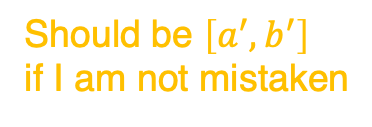 Should be [a′, b′]
if I am not mistaken